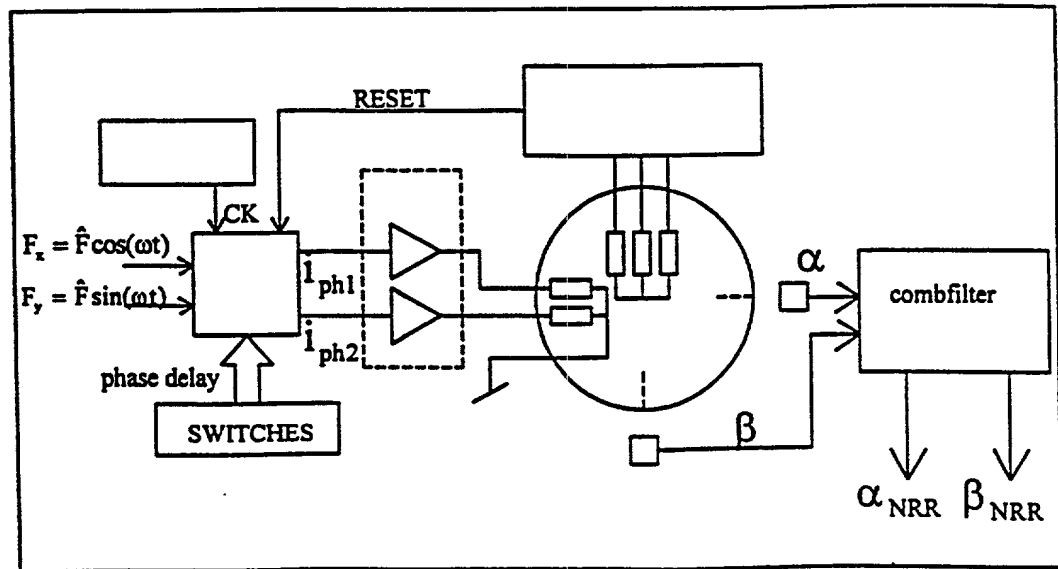 RESET
CK
F_x = F̂cos(ωt)
F_y = F̂sin(ωt)
i_ph1
i_ph2
phase delay
SWITCHES
α
combfilter
β
α_NRR
β_NRR